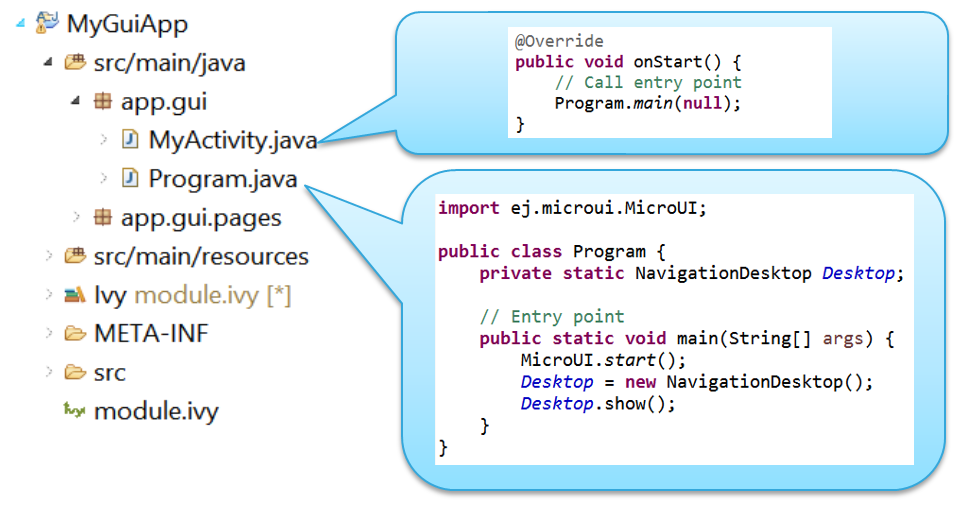 MyGuiApp
src/main/java
app.gui
MyActivity.java
Program.java
app.gui.pages
src/main/resources
Ivy module.ivy [*]
META-INF
src
ivy module.ivy
@Override
public void onStart() {
// Call entry point
Program.main(null);
}
import ej.microui.MicroUI;
public class Program {
private static NavigationDesktop Desktop;
// Entry point
public static void main(String[] args) {
MicroUI.start();
Desktop = new NavigationDesktop();
Desktop.show();
}
}